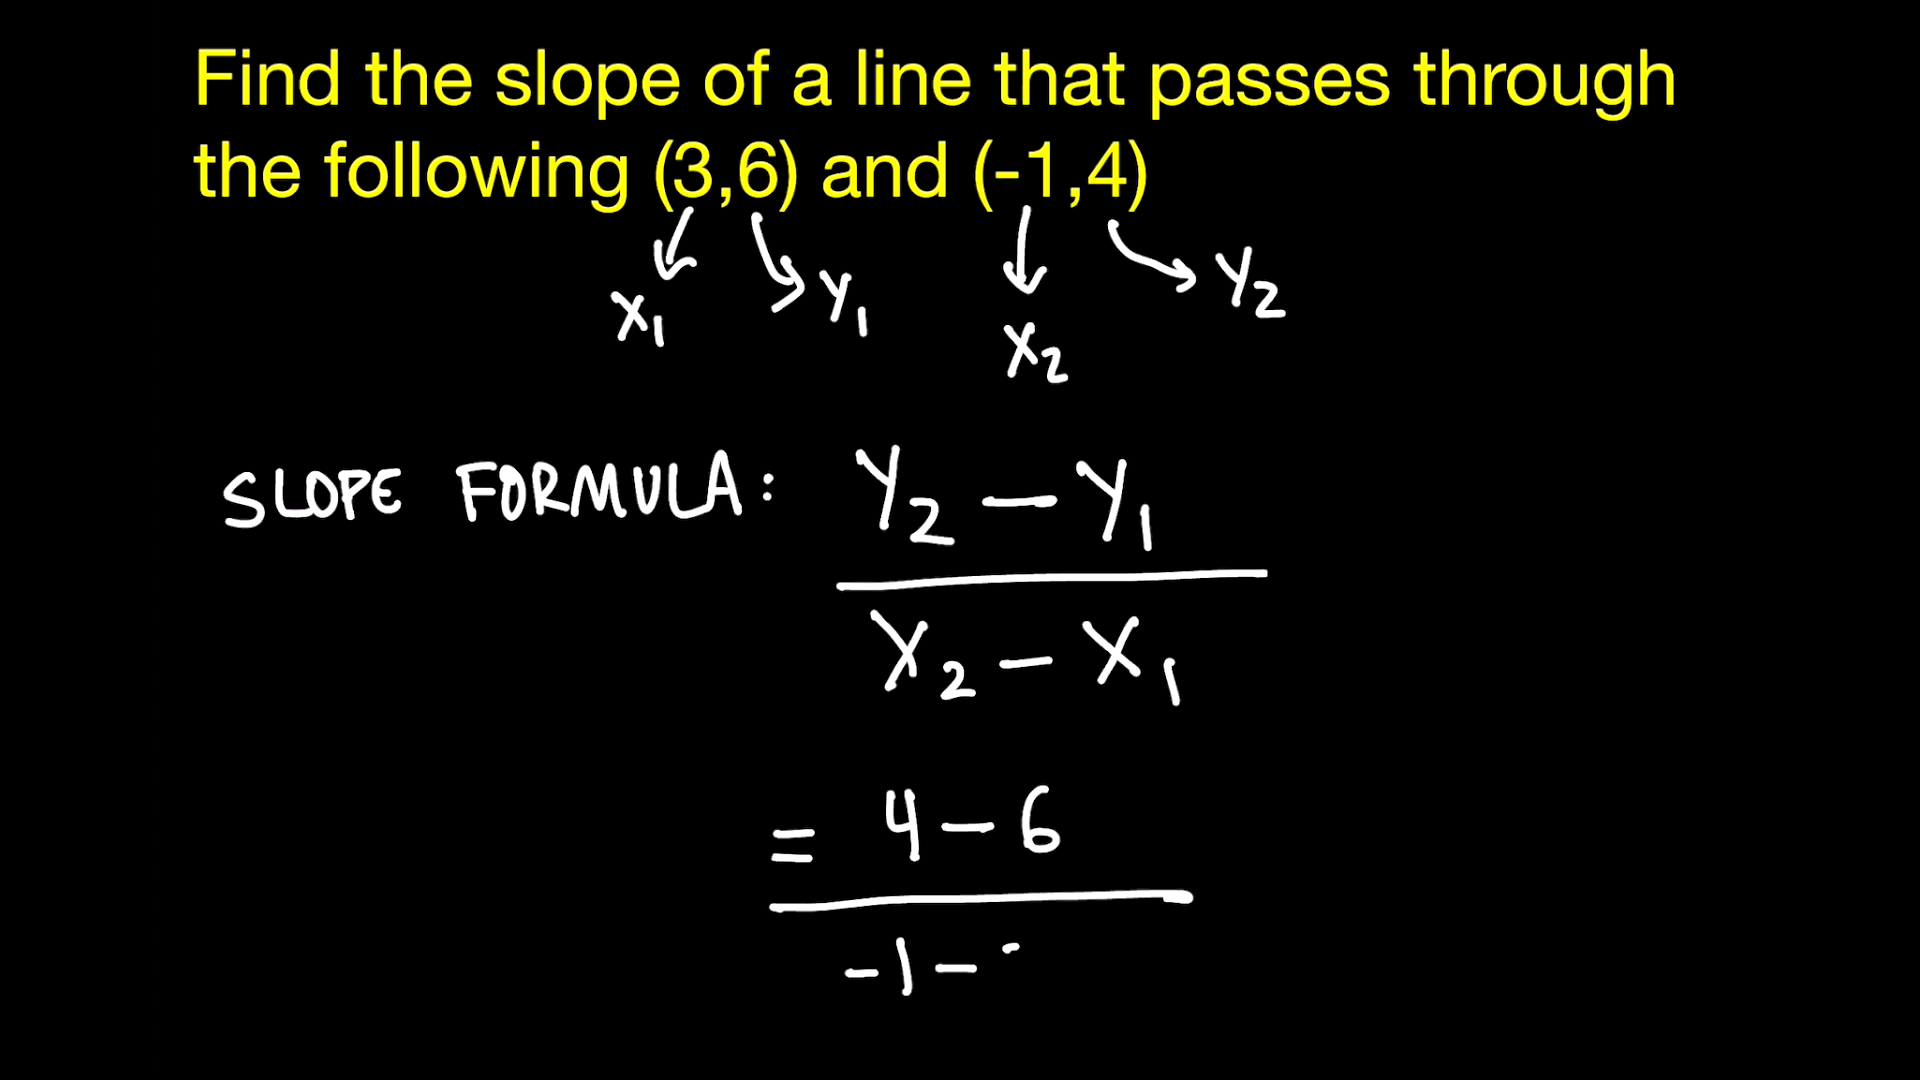 Find the slope of a line that passes through
the following (3,6) and (-1,4)
X₁ Y₁ X₂ Y₂
SLOPE FORMULA: Y₂ - Y₁
X₂ - X₁
= 4 - 6
-1 -